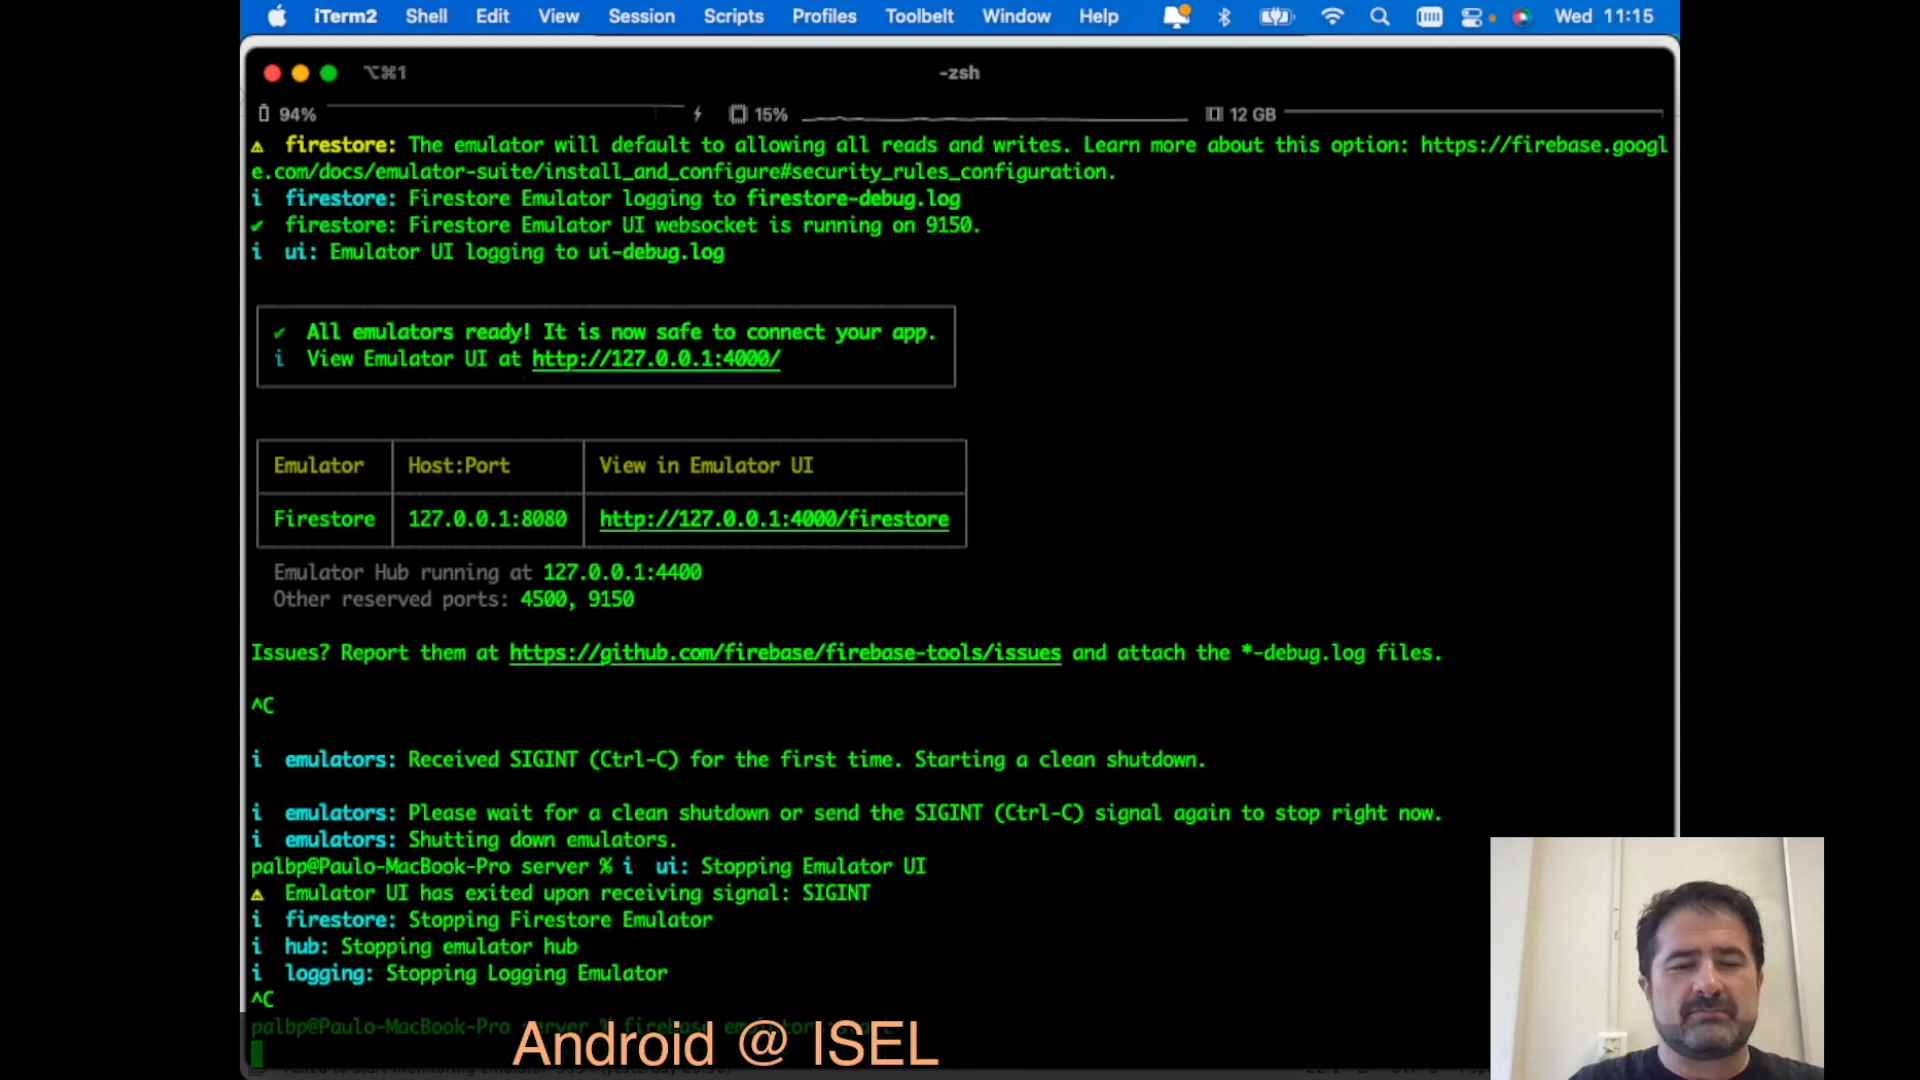 iTerm2 Shell Edit View Session Scripts Profiles Toolbelt Window Help Wed 11:15
⌥⌘1 -zsh
94% 15% 12 GB
⚠ firestore: The emulator will default to allowing all reads and writes. Learn more about this option: https://firebase.googl
e.com/docs/emulator-suite/install_and_configure#security_rules_configuration.
i firestore: Firestore Emulator logging to firestore-debug.log
✔ firestore: Firestore Emulator UI websocket is running on 9150.
i ui: Emulator UI logging to ui-debug.log
✔ All emulators ready! It is now safe to connect your app.
i View Emulator UI at http://127.0.0.1:4000/
Emulator Host:Port View in Emulator UI
Firestore 127.0.0.1:8080 http://127.0.0.1:4000/firestore
Emulator Hub running at 127.0.0.1:4400
Other reserved ports: 4500, 9150
Issues? Report them at https://github.com/firebase/firebase-tools/issues and attach the *-debug.log files.
^C
i emulators: Received SIGINT (Ctrl-C) for the first time. Starting a clean shutdown.
i emulators: Please wait for a clean shutdown or send the SIGINT (Ctrl-C) signal again to stop right now.
i emulators: Shutting down emulators.
palbp@Paulo-MacBook-Pro server % i ui: Stopping Emulator UI
⚠ Emulator UI has exited upon receiving signal: SIGINT
i firestore: Stopping Firestore Emulator
i hub: Stopping emulator hub
i logging: Stopping Logging Emulator
^C
palbp@Paulo-MacBook-Pro server % firebase
Android @ ISEL